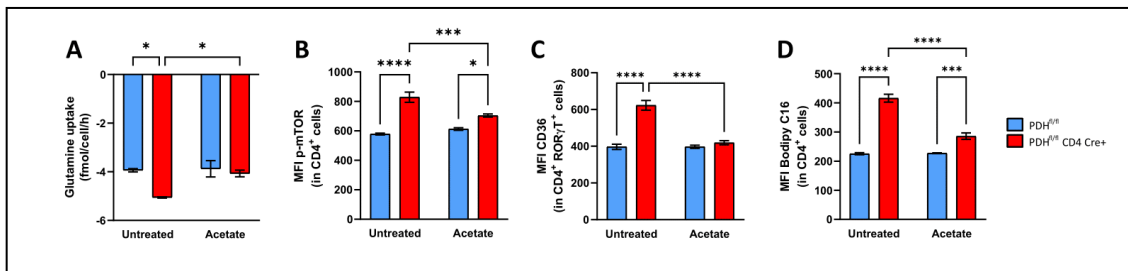 A
* *
Glutamine uptake
(fmol/cell/h)
0
-2
-4
-6
Untreated Acetate
B
***
**** *
MFI p-mTOR
(in CD4⁺ cells)
1000
800
600
400
200
0
Untreated Acetate
C
**** ****
MFI CD36
(in CD4⁺ RORγT⁺ cells)
800
600
400
200
0
Untreated Acetate
D
****
**** ***
MFI Bodipy C16
(in CD4⁺ cells)
500
400
300
200
100
0
Untreated Acetate
PDHᶠˡ/ᶠˡ
PDHᶠˡ/ᶠˡ CD4 Cre+